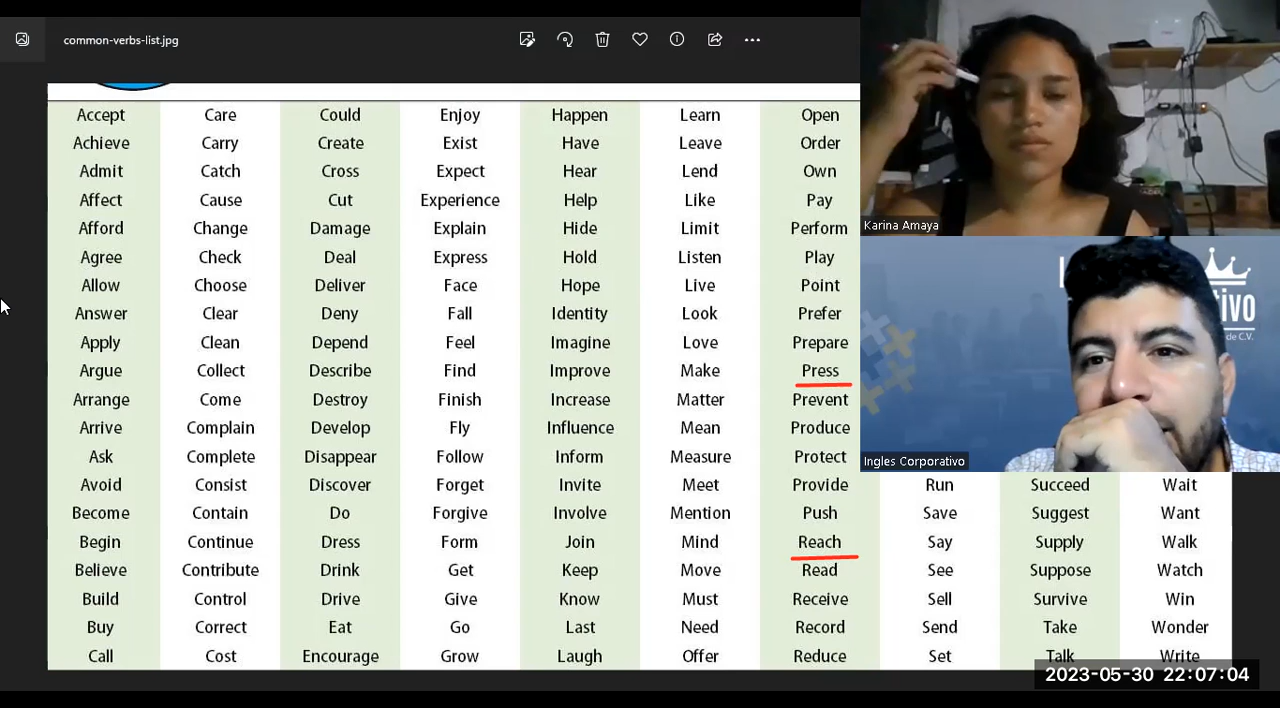 common-verbs-list.jpg
Accept Care Could Enjoy Happen Learn Open
Achieve Carry Create Exist Have Leave Order
Admit Catch Cross Expect Hear Lend Own
Affect Cause Cut Experience Help Like Pay
Karina Amaya
Afford Change Damage Explain Hide Limit Perform
Agree Check Deal Express Hold Listen Play
Allow Choose Deliver Face Hope Live Point
Answer Clear Deny Fall Identity Look Prefer
tivo
de C.V.
Apply Clean Depend Feel Imagine Love Prepare
Argue Collect Describe Find Improve Make Press
Arrange Come Destroy Finish Increase Matter Prevent
Arrive Complain Develop Fly Influence Mean Produce
Ask Complete Disappear Follow Inform Measure Protect
Ingles Corporativo
Avoid Consist Discover Forget Invite Meet Provide Run Succeed Wait
Become Contain Do Forgive Involve Mention Push Save Suggest Want
Begin Continue Dress Form Join Mind Reach Say Supply Walk
Believe Contribute Drink Get Keep Move Read See Suppose Watch
Build Control Drive Give Know Must Receive Sell Survive Win
Buy Correct Eat Go Last Need Record Send Take Wonder
Call Cost Encourage Grow Laugh Offer Reduce Set Talk Write
2023-05-30 22:07:04